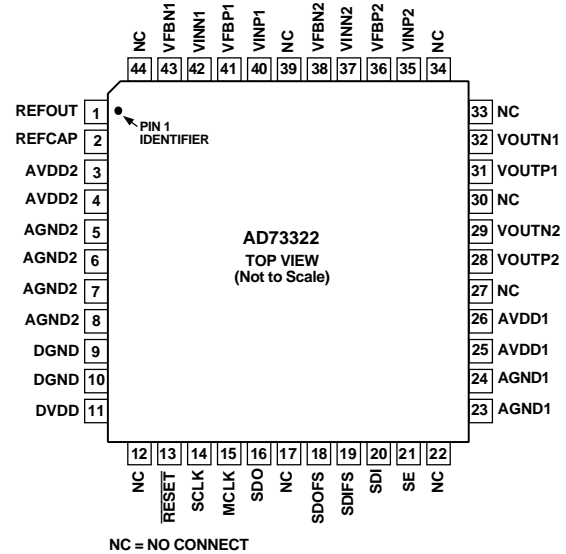 NC VFBN1 VINN1 VFBP1 VINP1 NC VFBN2 VINN2 VFBP2 VINP2 NC
44 43 42 41 40 39 38 37 36 35 34
REFOUT 1
REFCAP 2
AVDD2 3
AVDD2 4
AGND2 5
AGND2 6
AGND2 7
AGND2 8
DGND 9
DGND 10
DVDD 11
PIN 1
IDENTIFIER
AD73322
TOP VIEW
(Not to Scale)
33 NC
32 VOUTN1
31 VOUTP1
30 NC
29 VOUTN2
28 VOUTP2
27 NC
26 AVDD1
25 AVDD1
24 AGND1
23 AGND1
12 13 14 15 16 17 18 19 20 21 22
NC RESET SCLK MCLK SDO NC SDOFS SDIFS SDI SE NC
NC = NO CONNECT